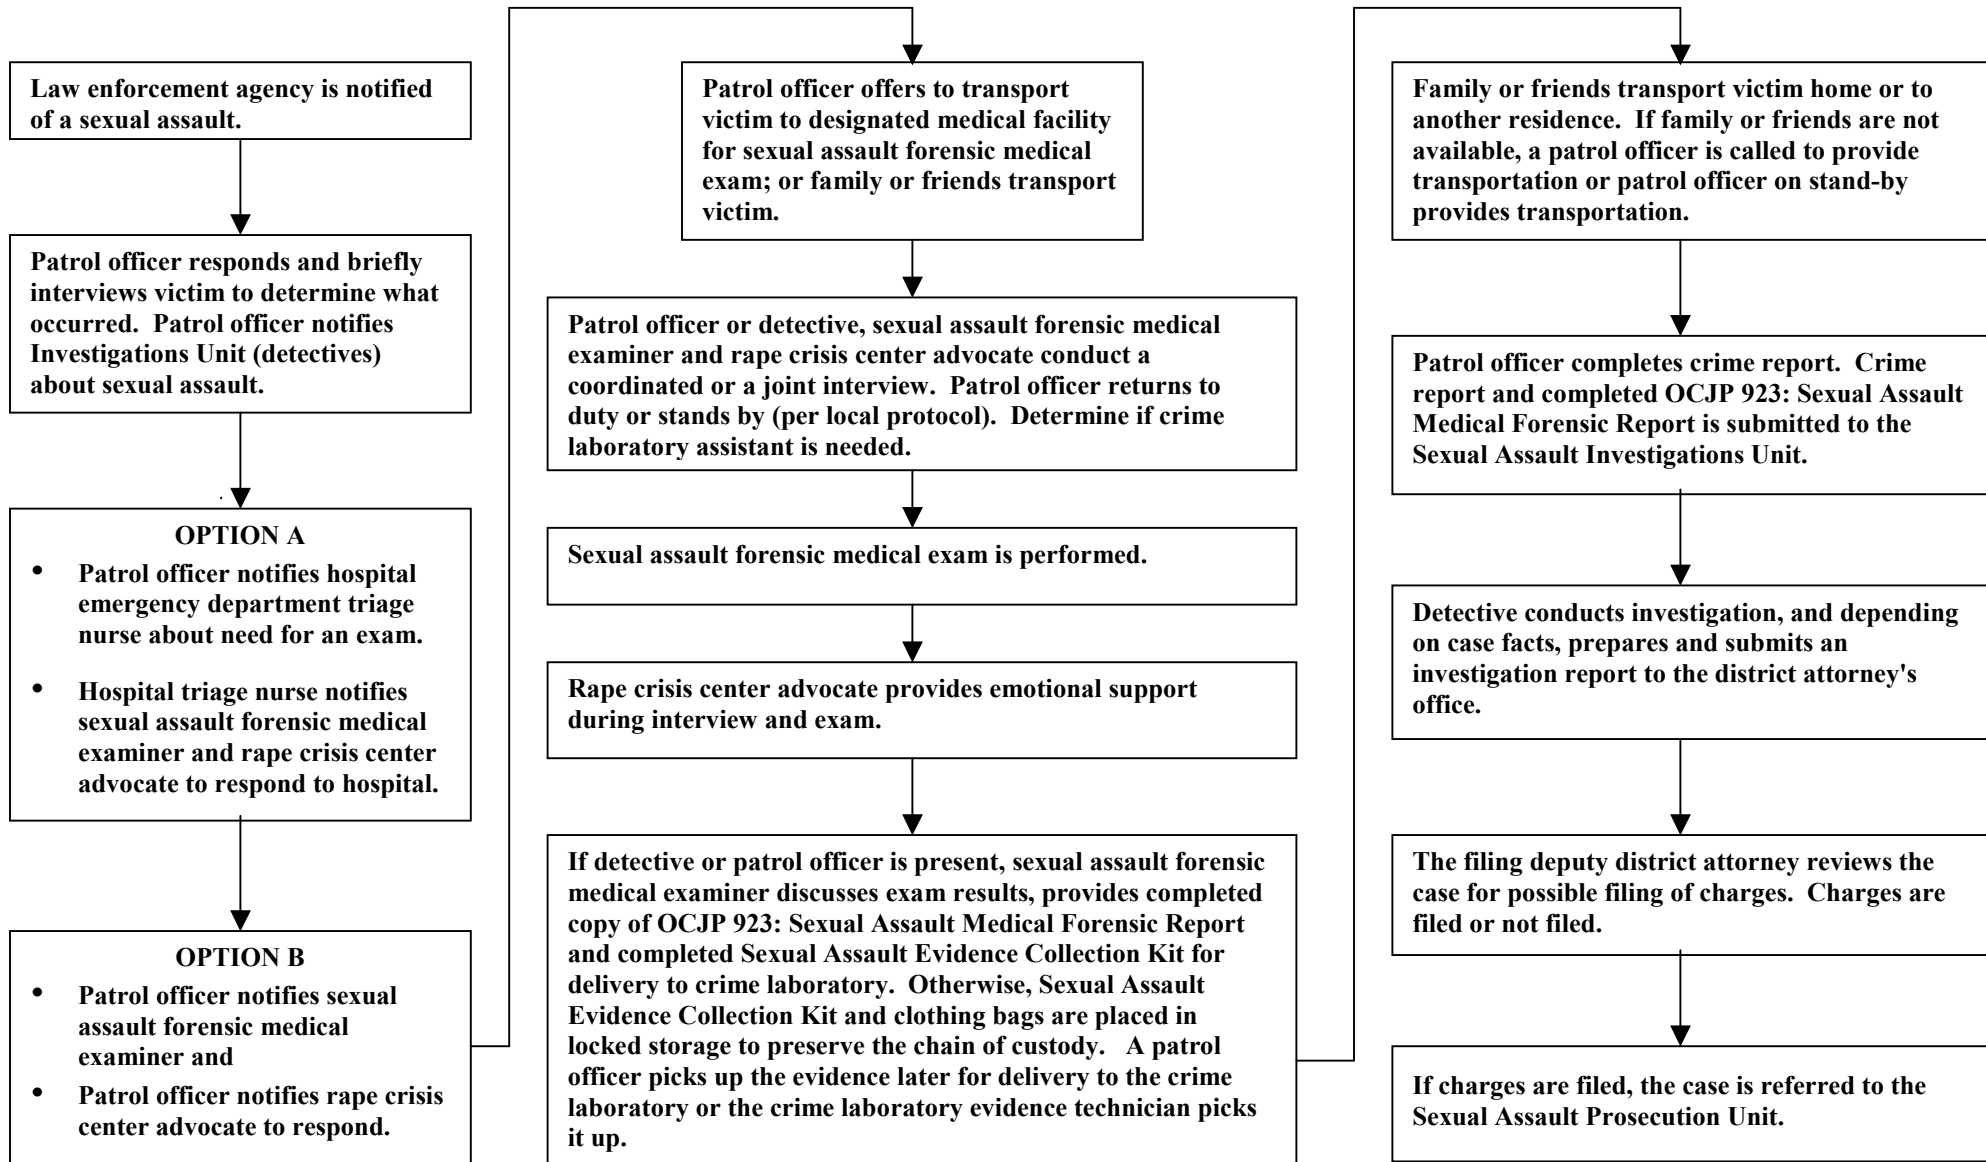 Law enforcement agency is notified
of a sexual assault.
Patrol officer responds and briefly
interviews victim to determine what
occurred.  Patrol officer notifies
Investigations Unit (detectives)
about sexual assault.
OPTION A
• Patrol officer notifies hospital
emergency department triage
nurse about need for an exam.
• Hospital triage nurse notifies
sexual assault forensic medical
examiner and rape crisis center
advocate to respond to hospital.
OPTION B
• Patrol officer notifies sexual
assault forensic medical
examiner and
• Patrol officer notifies rape crisis
center advocate to respond.
Patrol officer offers to transport
victim to designated medical facility
for sexual assault forensic medical
exam; or family or friends transport
victim.
Patrol officer or detective, sexual assault forensic medical
examiner and rape crisis center advocate conduct a
coordinated or a joint interview.  Patrol officer returns to
duty or stands by (per local protocol).  Determine if crime
laboratory assistant is needed.
Sexual assault forensic medical exam is performed.
Rape crisis center advocate provides emotional support
during interview and exam.
If detective or patrol officer is present, sexual assault forensic
medical examiner discusses exam results, provides completed
copy of OCJP 923: Sexual Assault Medical Forensic Report
and completed Sexual Assault Evidence Collection Kit for
delivery to crime laboratory.  Otherwise, Sexual Assault
Evidence Collection Kit and clothing bags are placed in
locked storage to preserve the chain of custody.   A patrol
officer picks up the evidence later for delivery to the crime
laboratory or the crime laboratory evidence technician picks
it up.
Family or friends transport victim home or to
another residence.  If family or friends are not
available, a patrol officer is called to provide
transportation or patrol officer on stand-by
provides transportation.
Patrol officer completes crime report.  Crime
report and completed OCJP 923: Sexual Assault
Medical Forensic Report is submitted to the
Sexual Assault Investigations Unit.
Detective conducts investigation, and depending
on case facts, prepares and submits an
investigation report to the district attorney's
office.
The filing deputy district attorney reviews the
case for possible filing of charges.  Charges are
filed or not filed.
If charges are filed, the case is referred to the
Sexual Assault Prosecution Unit.